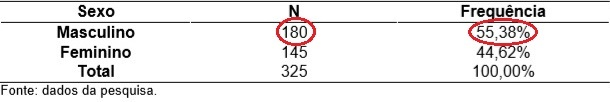 Sexo N Frequência
Masculino 180 55,38%
Feminino 145 44,62%
Total 325 100,00%
Fonte: dados da pesquisa.